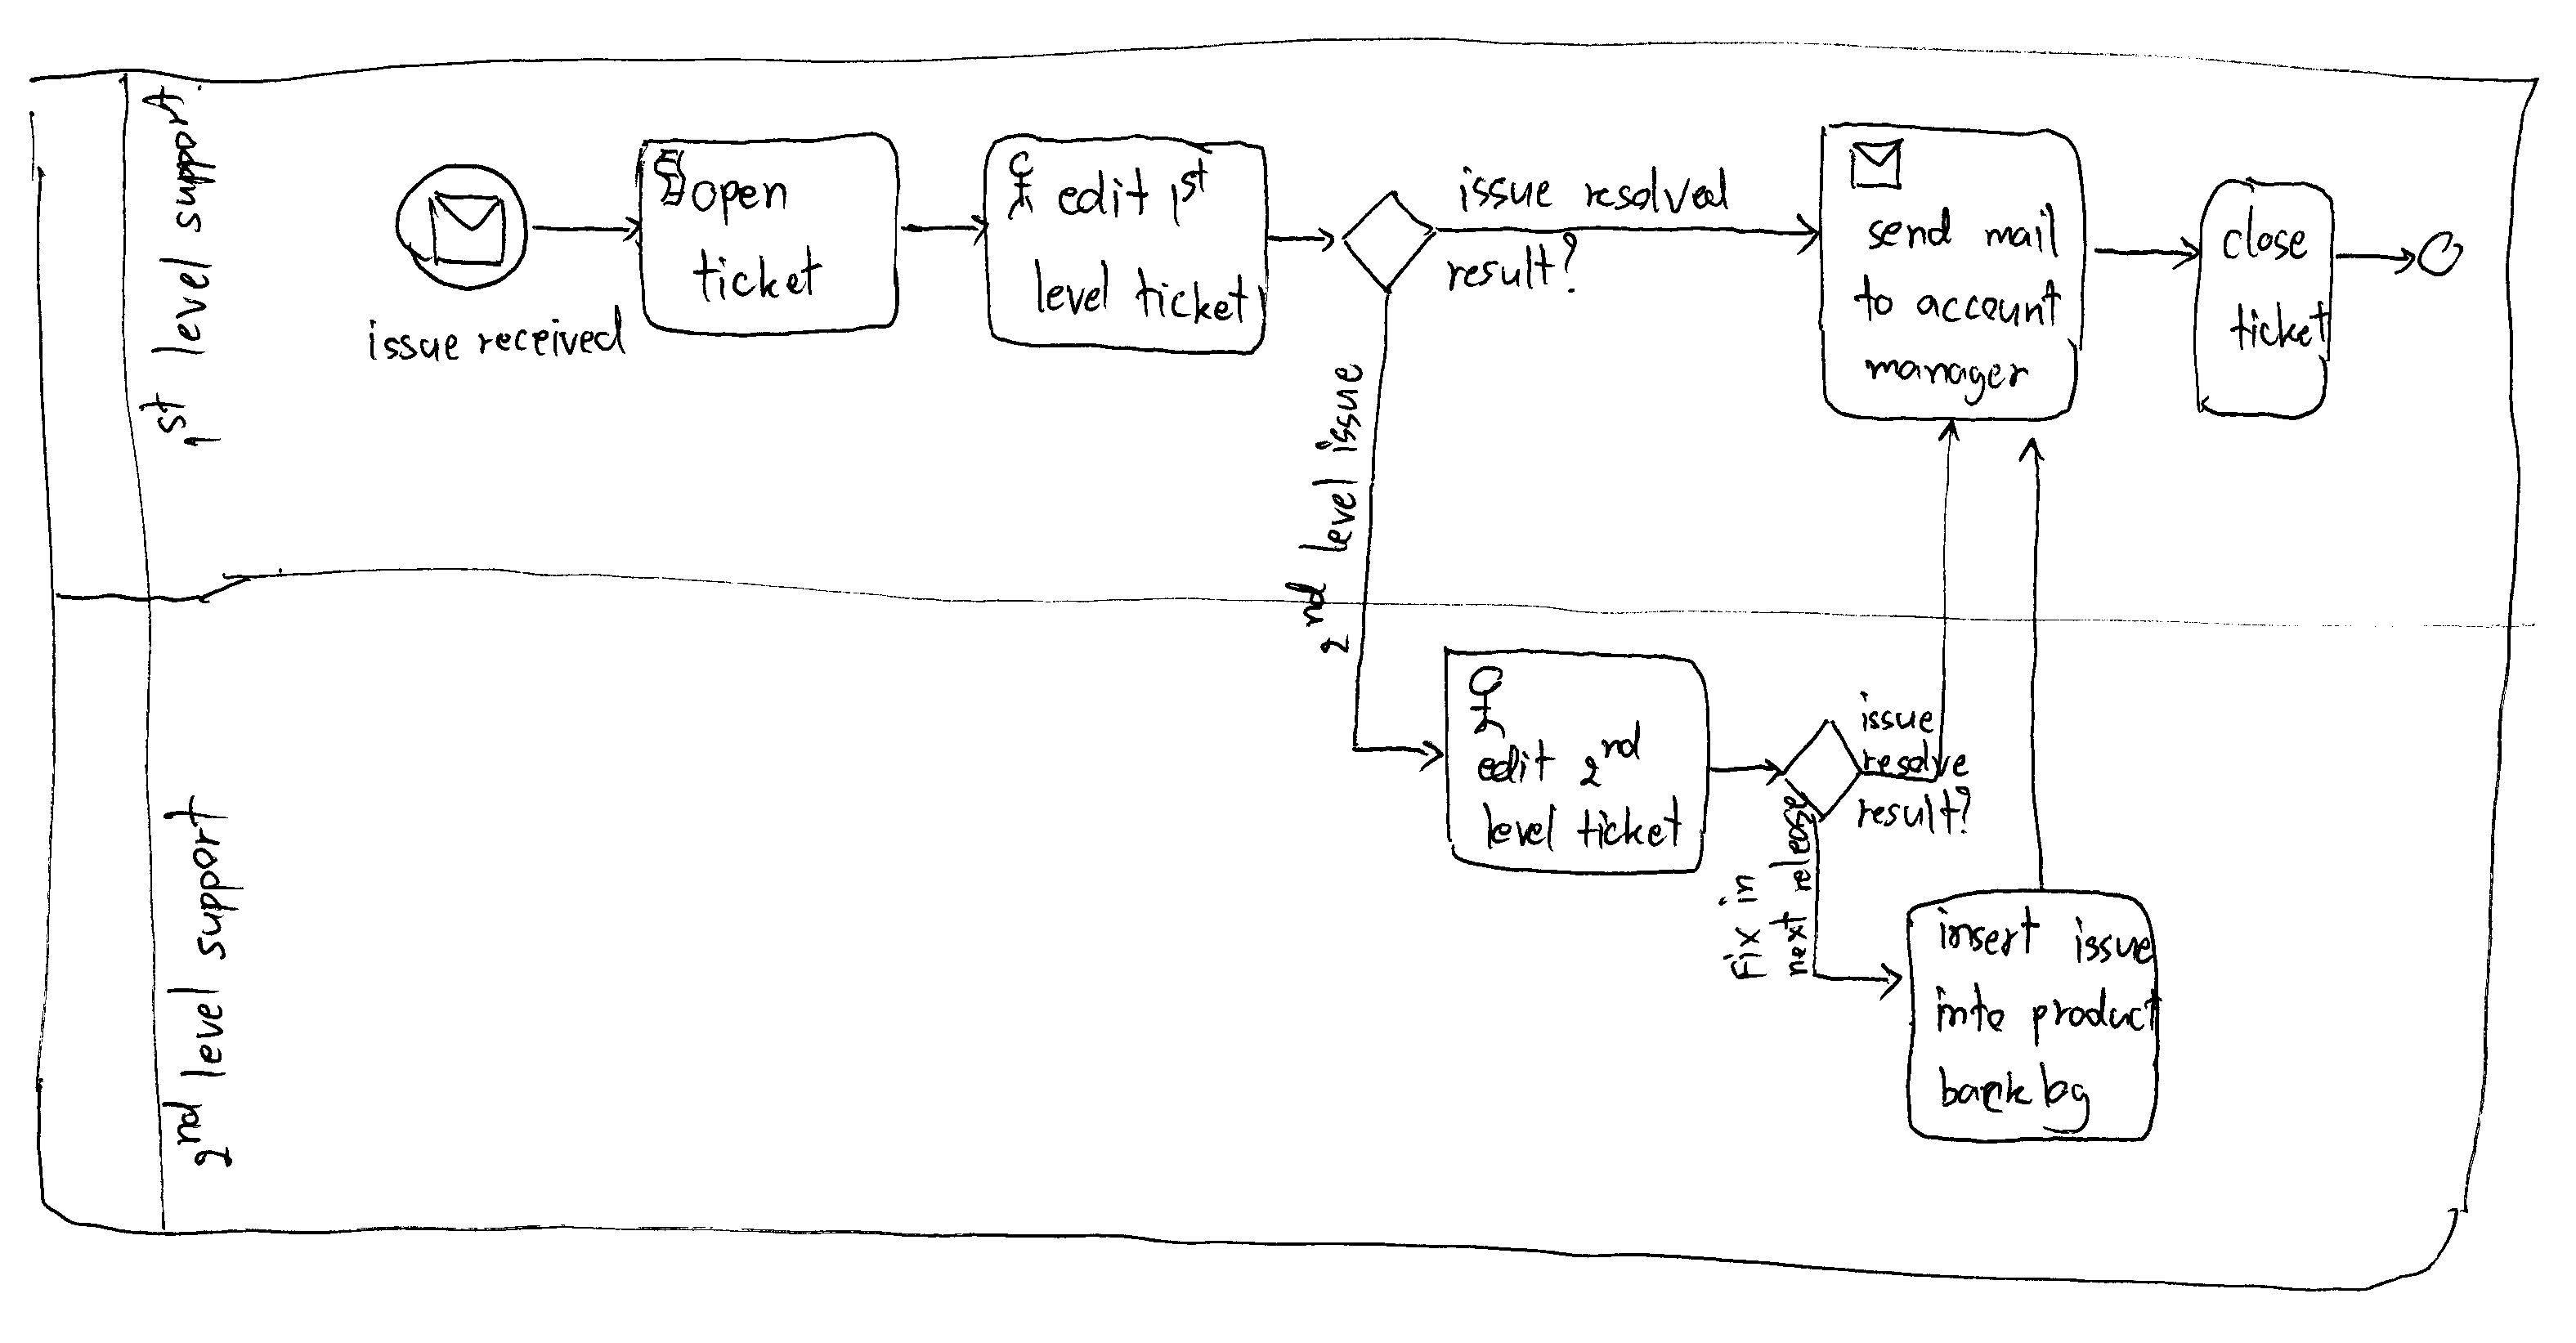 1st level support
issue received
open
ticket
edit 1st
level ticket
issue resolved
result?
send mail
to account
manager
close
ticket
2nd level issue
2nd level support
edit 2nd
level ticket
issue
resolve
result?
Fix in
next release
insert issue
into product
backlog